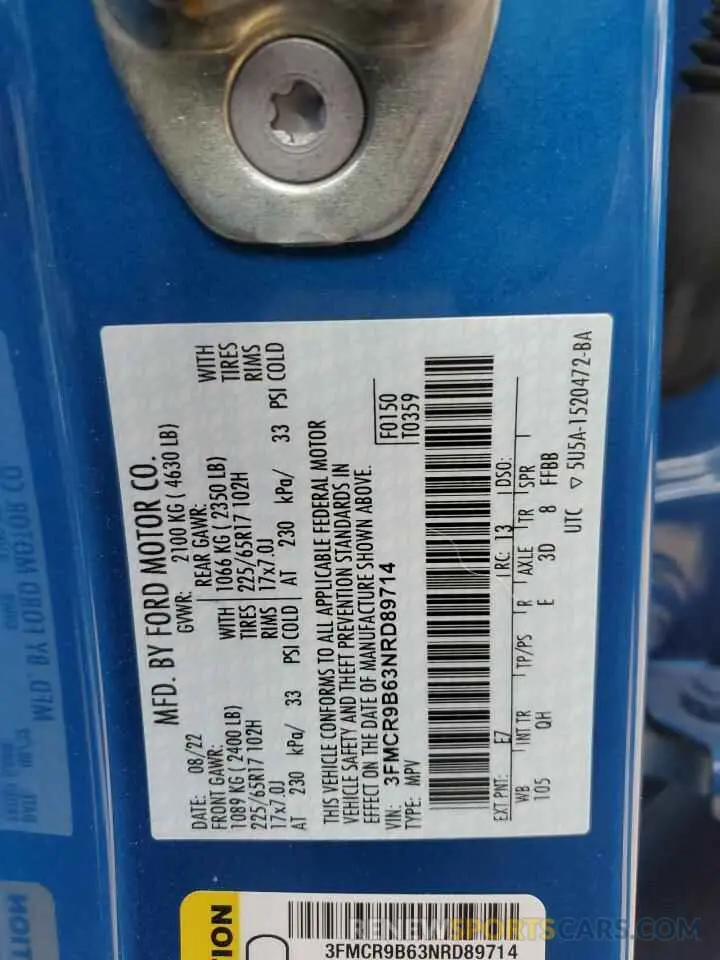 MFD. BY FORD MOTOR CO.
DATE: 08/22
GVWR: 2100 KG ( 4630 LB)
FRONT GAWR:
REAR GAWR:
1089 KG ( 2400 LB)
WITH
1066 KG ( 2350 LB)
WITH
225/65R17 102H
TIRES
225/65R17 102H
TIRES
17x7.0J
RIMS
17x7.0J
RIMS
AT 230 kPa/ 33 PSI COLD
AT 230 kPa/ 33 PSI COLD
THIS VEHICLE CONFORMS TO ALL APPLICABLE FEDERAL MOTOR
VEHICLE SAFETY AND THEFT PREVENTION STANDARDS IN
EFFECT ON THE DATE OF MANUFACTURE SHOWN ABOVE.
VIN: 3FMCR9B63NRD89714
TYPE: MPV
F0150
T0359
EXT PNT: E7
RC: 13
DSO:
WB
INT TR
TP/PS
R
AXLE
TR
SPR
105
QH
E
3D
8
FFBB
UTC ▽ 5U5A-1520472-BA
3FMCR9B63NRD89714
RENEWSPORTCAR.COM